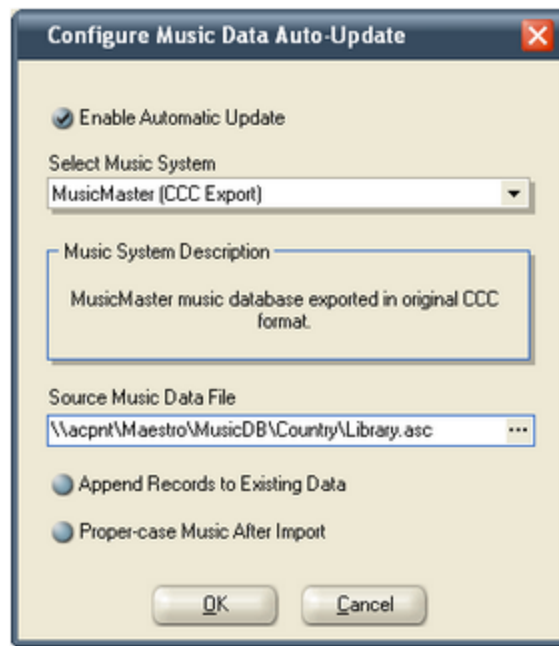 Configure Music Data Auto-Update
Enable Automatic Update
Select Music System
MusicMaster (CCC Export)
Music System Description
MusicMaster music database exported in original CCC
format.
Source Music Data File
\\acpnt\Maestro\MusicDB\Country\Library.asc
...
Append Records to Existing Data
Proper-case Music After Import
OK
Cancel